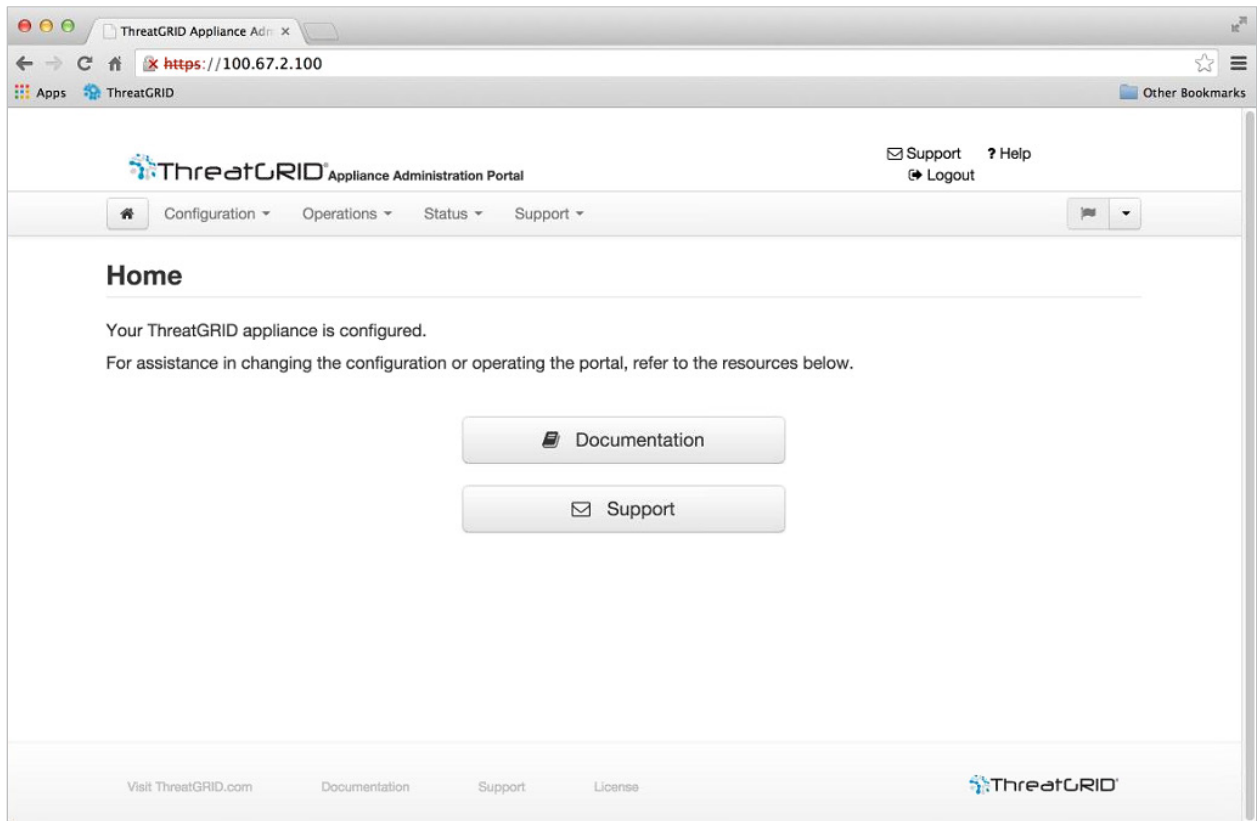 ThreatGRID Appliance Adm
https://100.67.2.100
Apps ThreatGRID Other Bookmarks
ThreatGRID® Appliance Administration Portal
Support ? Help
Logout
Configuration Operations Status Support
Home
Your ThreatGRID appliance is configured.
For assistance in changing the configuration or operating the portal, refer to the resources below.
Documentation
Support
Visit ThreatGRID.com Documentation Support License ThreatGRID®